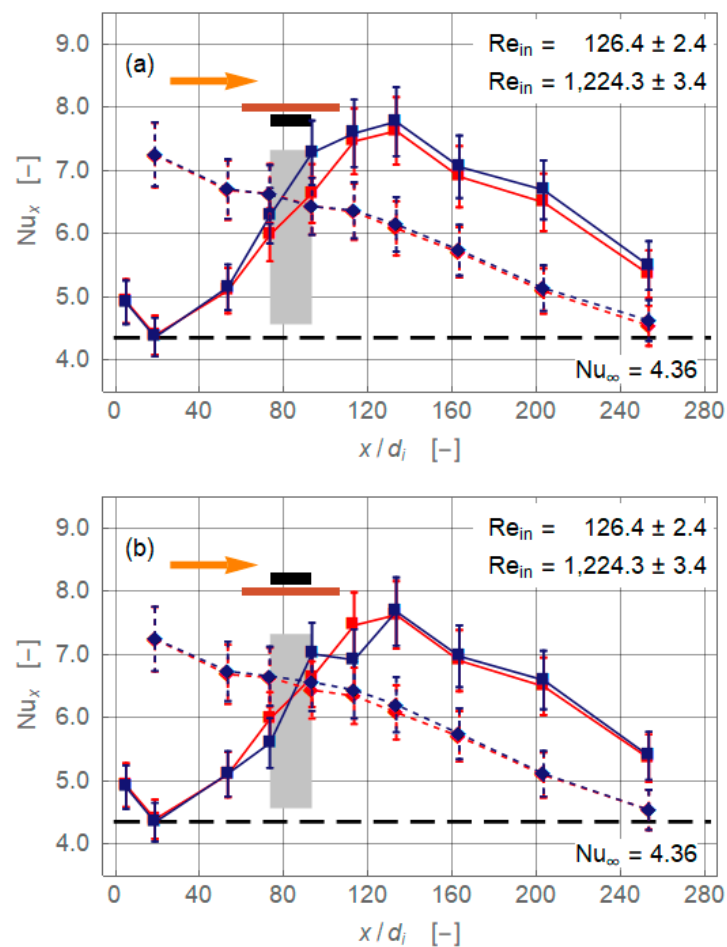 9.0
(a)
Re_in = 126.4 ± 2.4
Re_in = 1,224.3 ± 3.4
8.0
7.0
Nu_x [–]
6.0
5.0
4.0
Nu_∞ = 4.36
0 40 80 120 160 200 240 280
x / d_i [–]
9.0
(b)
Re_in = 126.4 ± 2.4
Re_in = 1,224.3 ± 3.4
8.0
7.0
Nu_x [–]
6.0
5.0
4.0
Nu_∞ = 4.36
0 40 80 120 160 200 240 280
x / d_i [–]